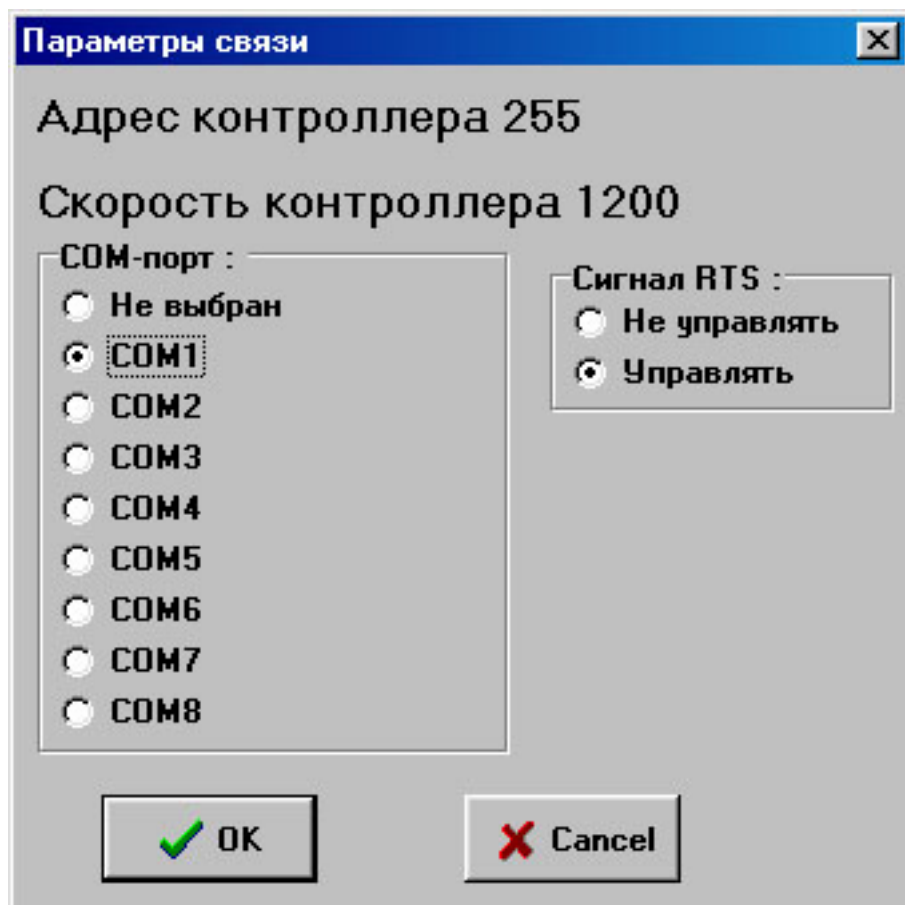 Параметры связи
Адрес контроллера 255
Скорость контроллера 1200
COM-порт :
Не выбран
COM1
COM2
COM3
COM4
COM5
COM6
COM7
COM8
Сигнал RTS :
Не управлять
Управлять
OK
Cancel